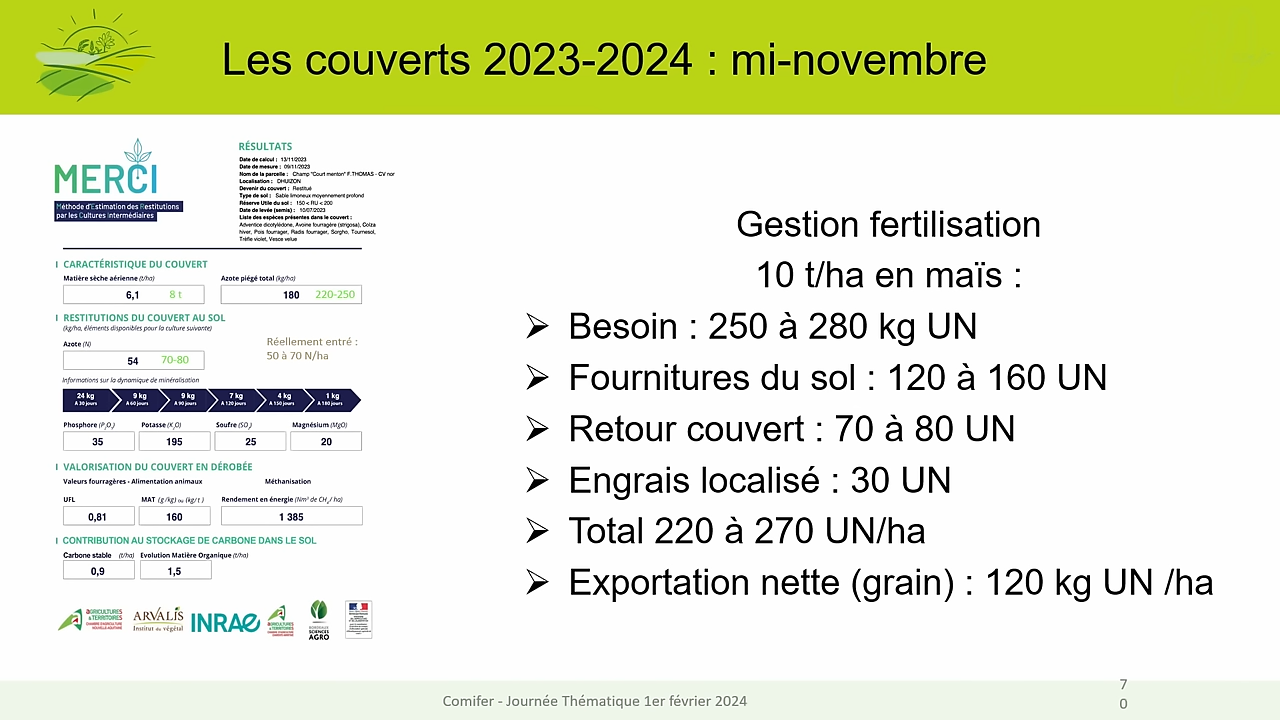 Les couverts 2023-2024 : mi-novembre
MERCI
Méthode d'Estimation des Restitutions
par les Cultures Intermédiaires
RÉSULTATS
Date de calcul : 13/11/2023
Date de mesure : 09/11/2023
Nom de la parcelle : Champ "Court menton" F.THOMAS - CV nor
Localisation : DHUIZON
Devenir du couvert : Restitué
Type de sol : Sable limoneux moyennement profond
Réserve Utile du sol : 150 < RU < 200
Date de levée (semis) : 10/07/2023
Liste des espèces présentes dans le couvert :
Adventice dicotylédone, Avoine fourragère (strigosa), Colza
hiver, Pois fourrager, Radis fourrager, Sorgho, Tournesol,
Trèfle violet, Vesce velue
CARACTÉRISTIQUE DU COUVERT
Matière sèche aérienne (t/ha) Azote piégé total (kg/ha)
6,1 8 t 180 220-250
RESTITUTIONS DU COUVERT AU SOL
(kg/ha, éléments disponibles pour la culture suivante)
Azote (N)
54 70-80
Réellement entré :
50 à 70 N/ha
Informations sur la dynamique de minéralisation
24 kg 9 kg 9 kg 7 kg 4 kg 1 kg
A 30 jours A 60 jours A 90 jours A 120 jours A 150 jours A 180 jours
Phosphore (P2O5) Potasse (K2O) Soufre (SO3) Magnésium (MgO)
35 195 25 20
VALORISATION DU COUVERT EN DÉROBÉE
Valeurs fourragères - Alimentation animaux Méthanisation
UFL MAT (g/kg) ou (kg/t) Rendement en énergie (Nm³ de CH4/ ha)
0,81 160 1 385
CONTRIBUTION AU STOCKAGE DE CARBONE DANS LE SOL
Carbone stable (t/ha) Evolution Matière Organique (t/ha)
0,9 1,5
AGRICULTURES
& TERRITOIRES
ARVALIS
Institut du végétal
INRAE
AGRICULTURES
& TERRITOIRES
BORDEAUX
SCIENCES
AGRO
Gestion fertilisation
10 t/ha en maïs :
➢ Besoin : 250 à 280 kg UN
➢ Fournitures du sol : 120 à 160 UN
➢ Retour couvert : 70 à 80 UN
➢ Engrais localisé : 30 UN
➢ Total 220 à 270 UN/ha
➢ Exportation nette (grain) : 120 kg UN /ha
Comifer - Journée Thématique 1er février 2024
7
0